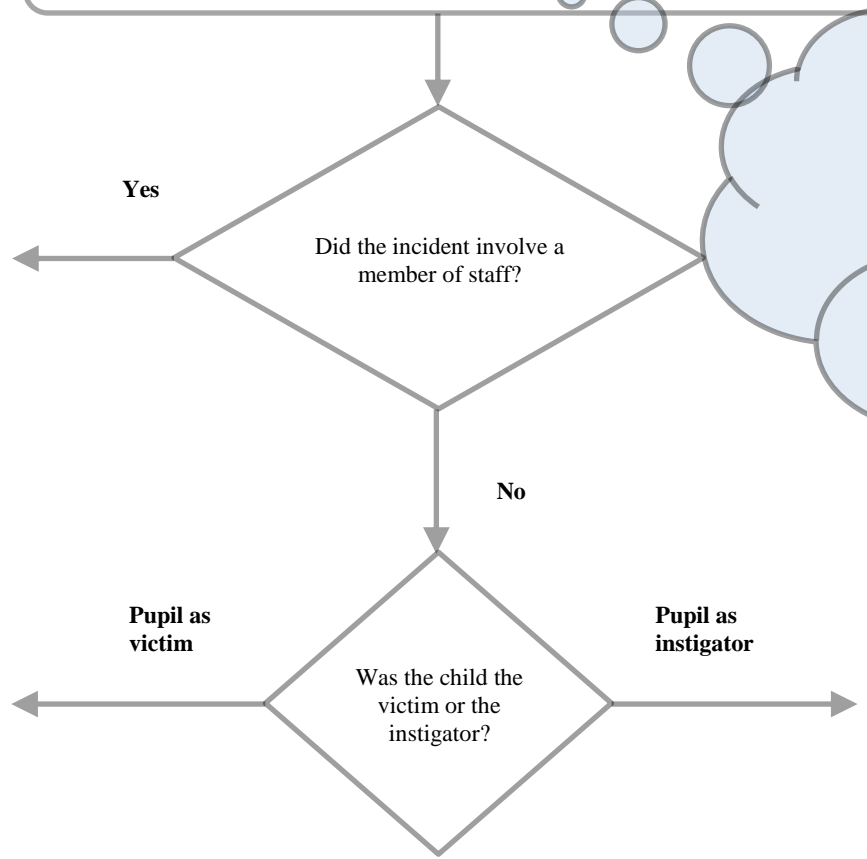 Yes
Did the incident involve a
member of staff?
No
Pupil as
victim
Pupil as
instigator
Was the child the
victim or the
instigator?